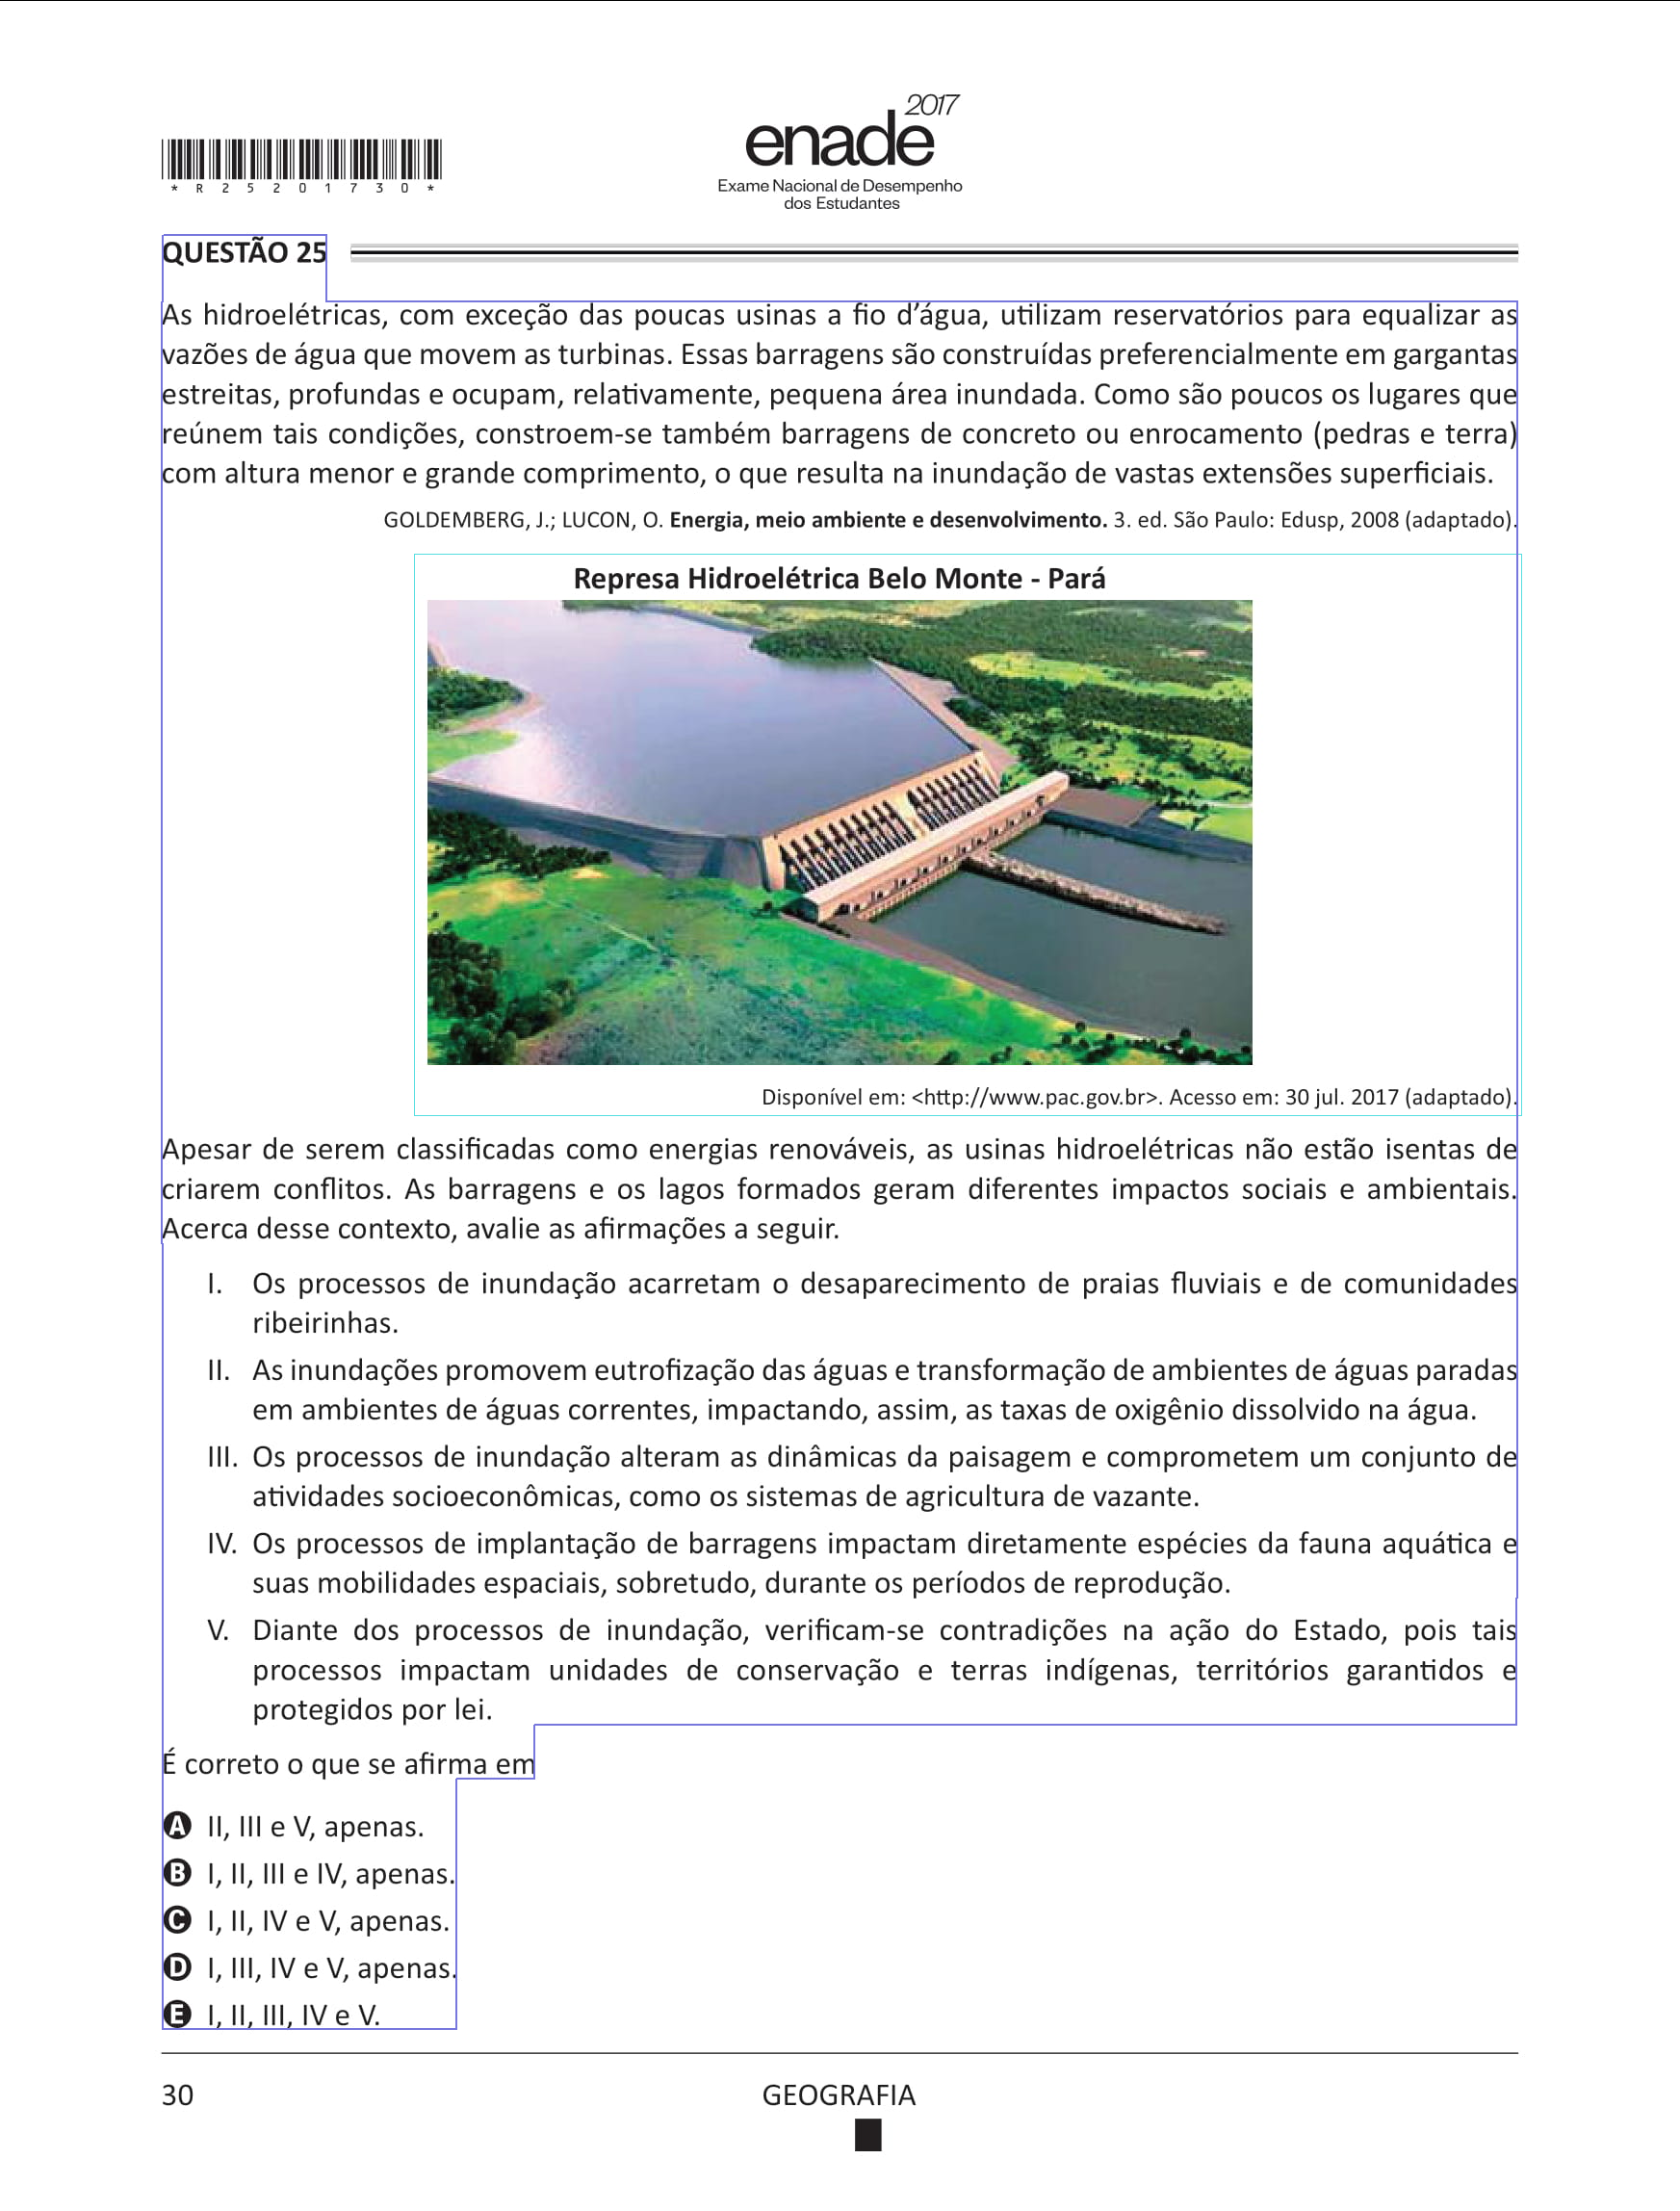 2017
enade
Exame Nacional de Desempenho
dos Estudantes
* R 2 5 2 0 1 7 3 0 *
QUESTÃO 25
As hidroelétricas, com exceção das poucas usinas a fio d’água, utilizam reservatórios para equalizar as
vazões de água que movem as turbinas. Essas barragens são construídas preferencialmente em gargantas
estreitas, profundas e ocupam, relativamente, pequena área inundada. Como são poucos os lugares que
reúnem tais condições, constroem-se também barragens de concreto ou enrocamento (pedras e terra)
com altura menor e grande comprimento, o que resulta na inundação de vastas extensões superficiais.
GOLDEMBERG, J.; LUCON, O. Energia, meio ambiente e desenvolvimento. 3. ed. São Paulo: Edusp, 2008 (adaptado).
Represa Hidroelétrica Belo Monte - Pará
Disponível em: <http://www.pac.gov.br>. Acesso em: 30 jul. 2017 (adaptado).
Apesar de serem classificadas como energias renováveis, as usinas hidroelétricas não estão isentas de
criarem conflitos. As barragens e os lagos formados geram diferentes impactos sociais e ambientais.
Acerca desse contexto, avalie as afirmações a seguir.
I. Os processos de inundação acarretam o desaparecimento de praias fluviais e de comunidades
ribeirinhas.
II. As inundações promovem eutrofização das águas e transformação de ambientes de águas paradas
em ambientes de águas correntes, impactando, assim, as taxas de oxigênio dissolvido na água.
III. Os processos de inundação alteram as dinâmicas da paisagem e comprometem um conjunto de
atividades socioeconômicas, como os sistemas de agricultura de vazante.
IV. Os processos de implantação de barragens impactam diretamente espécies da fauna aquática e
suas mobilidades espaciais, sobretudo, durante os períodos de reprodução.
V. Diante dos processos de inundação, verificam-se contradições na ação do Estado, pois tais
processos impactam unidades de conservação e terras indígenas, territórios garantidos e
protegidos por lei.
É correto o que se afirma em
A II, III e V, apenas.
B I, II, III e IV, apenas.
C I, II, IV e V, apenas.
D I, III, IV e V, apenas.
E I, II, III, IV e V.
30
GEOGRAFIA